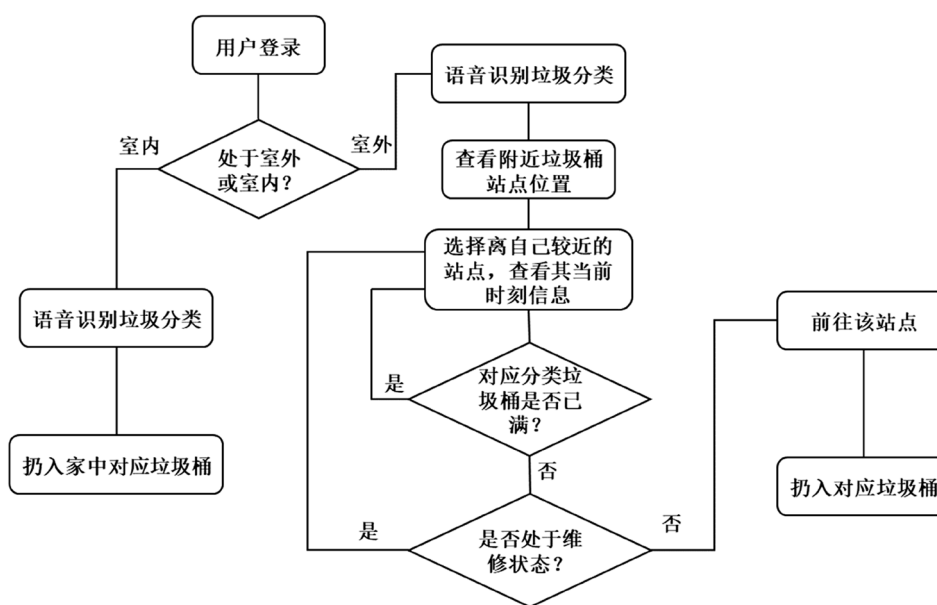 用户登录
处于室外
或室内？
室内
室外
语音识别垃圾分类
扔入家中对应垃圾桶
语音识别垃圾分类
查看附近垃圾桶
站点位置
选择离自己较近的
站点，查看其当前
时刻信息
对应分类垃
圾桶是否已
满？
是
否
是否处于维
修状态？
是
否
前往该站点
扔入对应垃圾桶